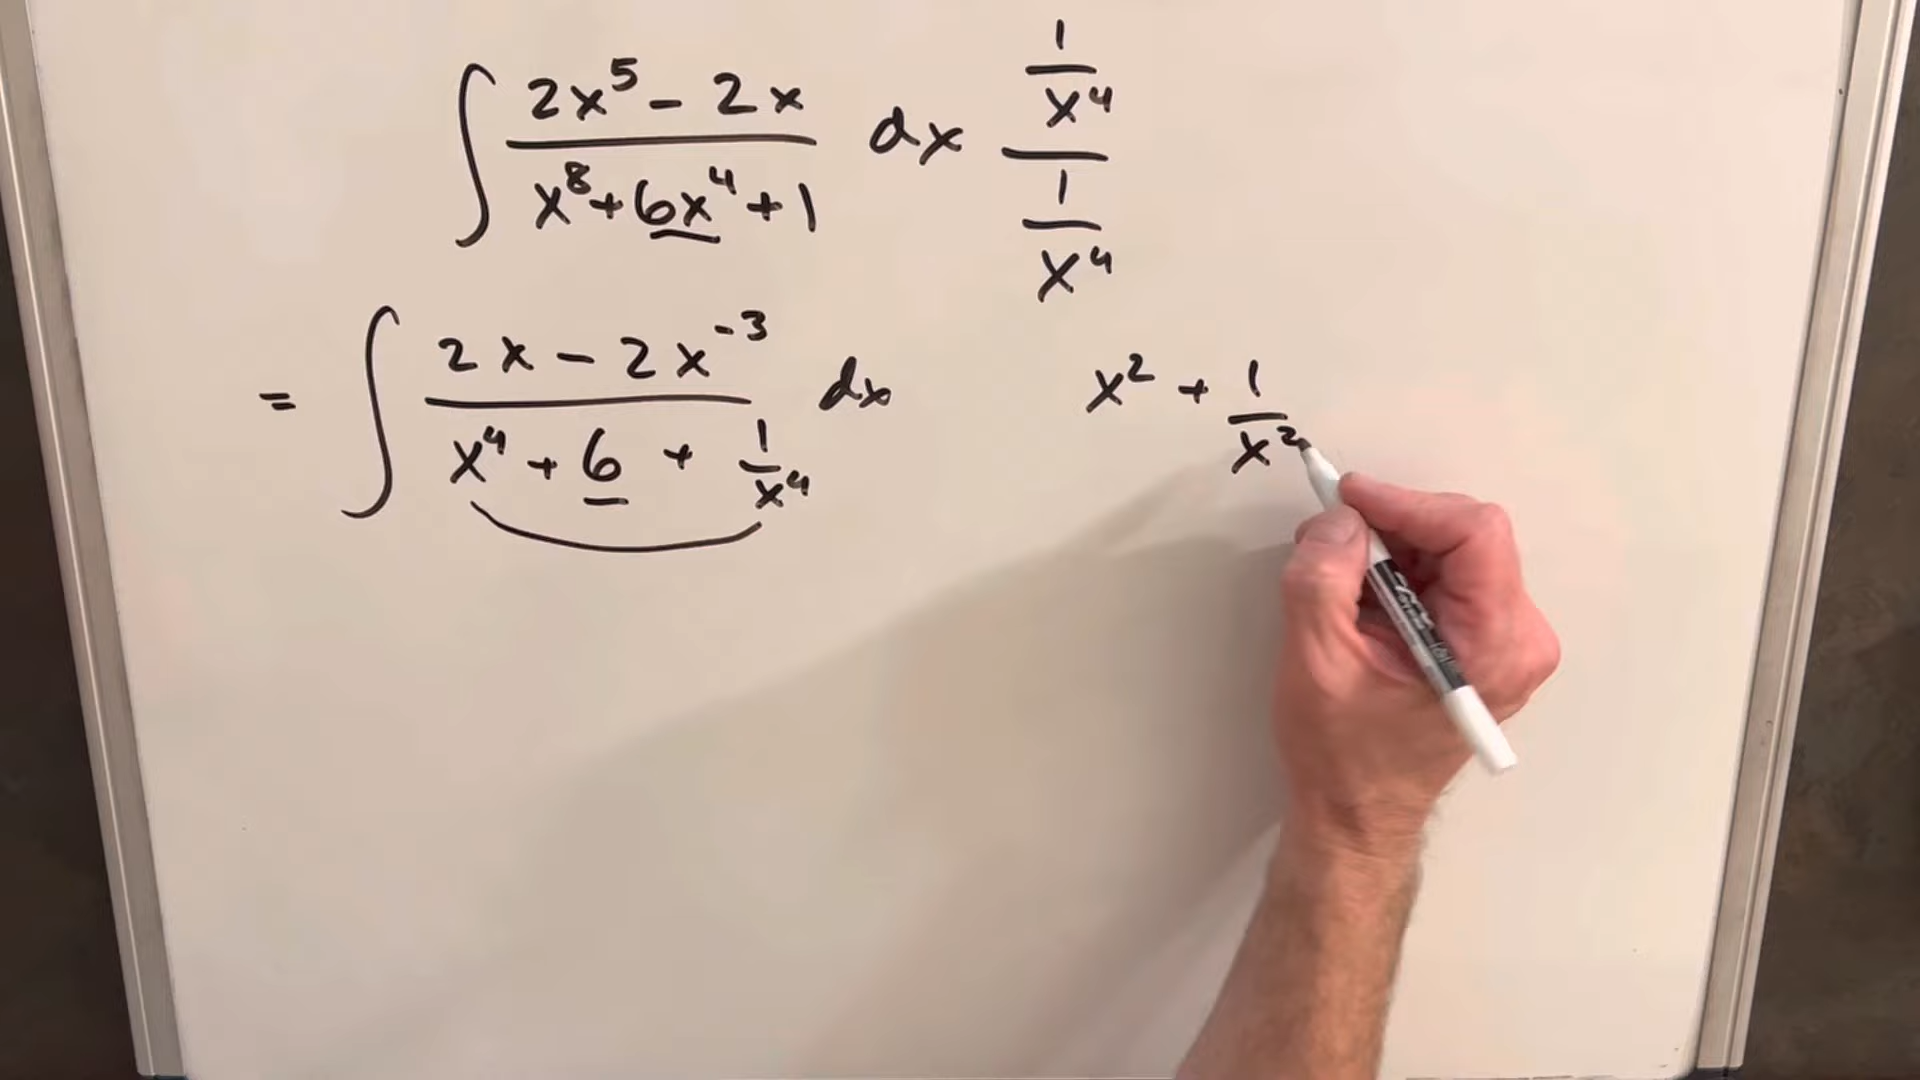 ∫ (2x⁵ - 2x)/(x⁸ + 6x⁴ + 1) dx (1/x⁴)/(1/x⁴)
= ∫ (2x - 2x⁻³)/(x⁴ + 6 + 1/x⁴) dx
x² + 1/x²